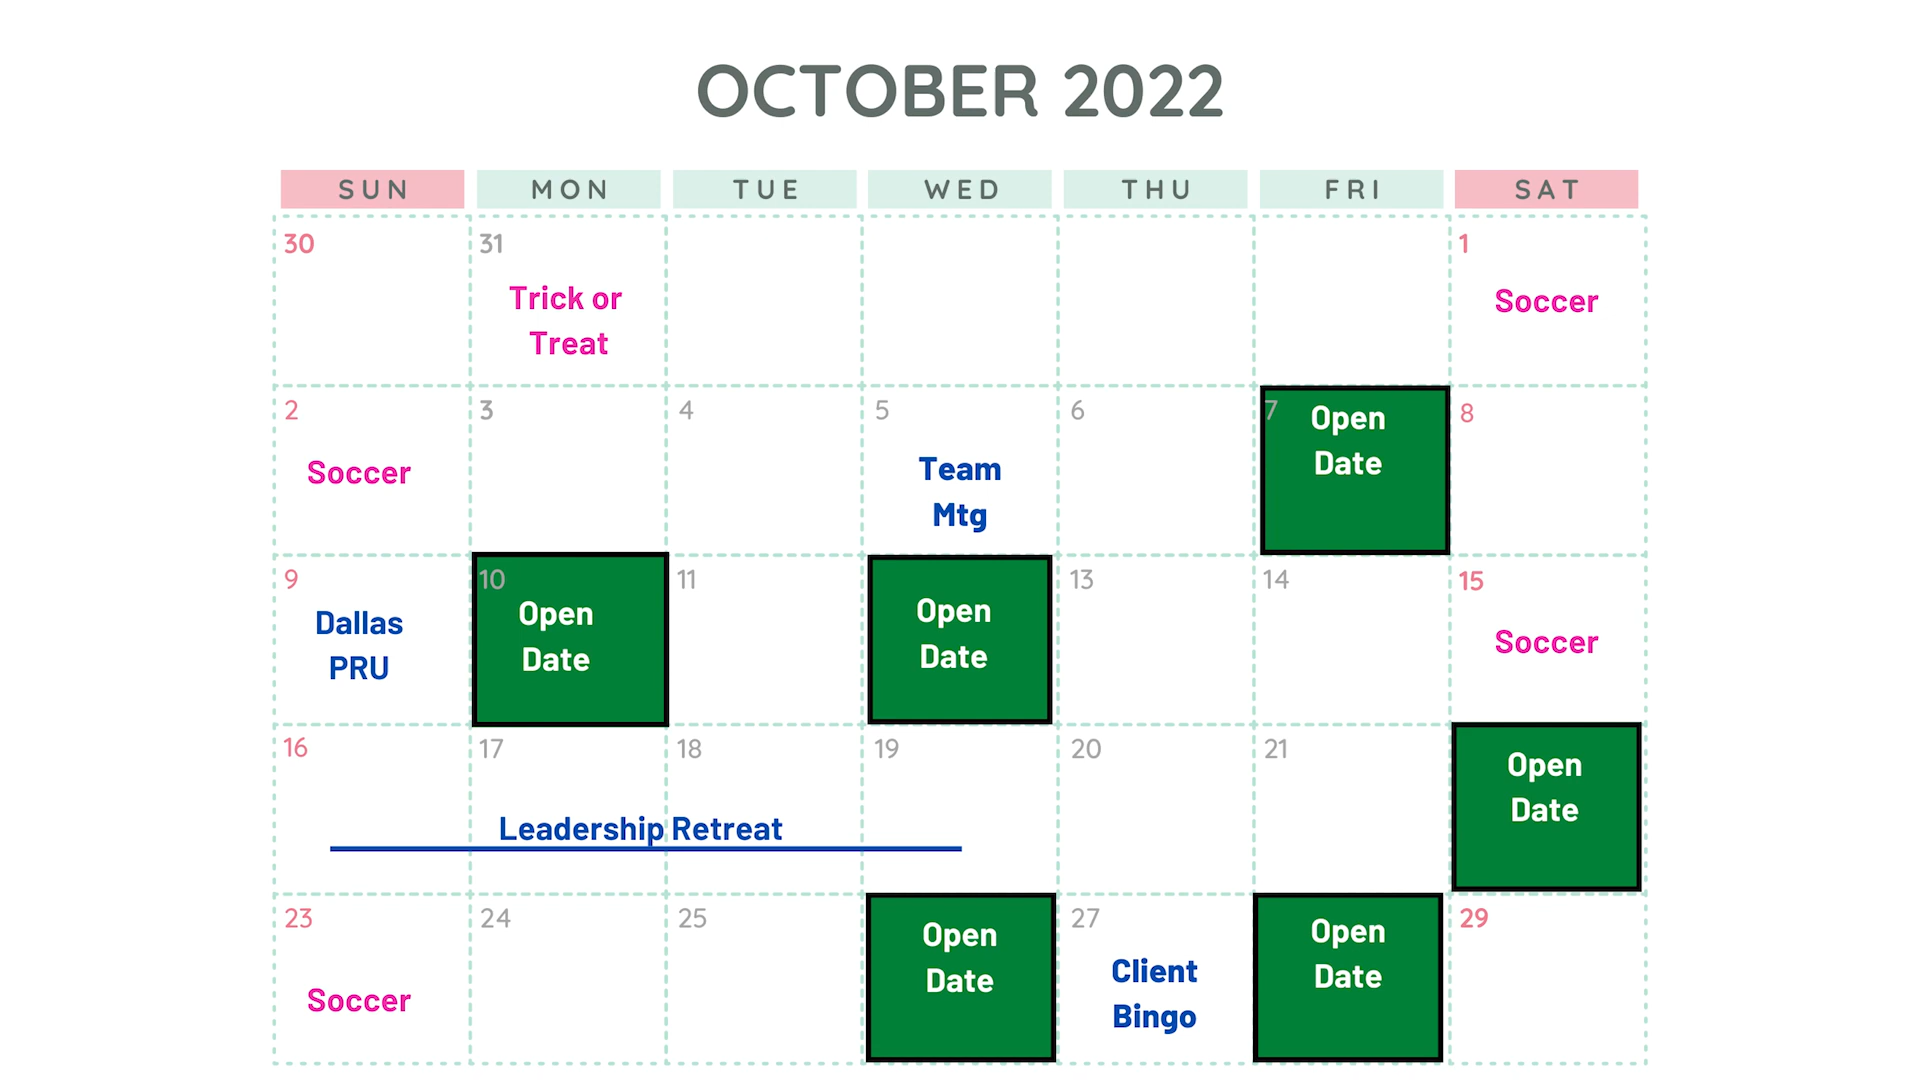 OCTOBER 2022
SUN MON TUE WED THU FRI SAT
30 31 1
Trick or
Treat
Soccer
2 3 4 5 6 7 8
Soccer
Team
Mtg
Open
Date
9 10 11 13 14 15
Dallas
PRU
Open
Date
Open
Date
Soccer
16 17 18 19 20 21
Leadership Retreat
Open
Date
23 24 25 27 29
Soccer
Open
Date
Client
Bingo
Open
Date